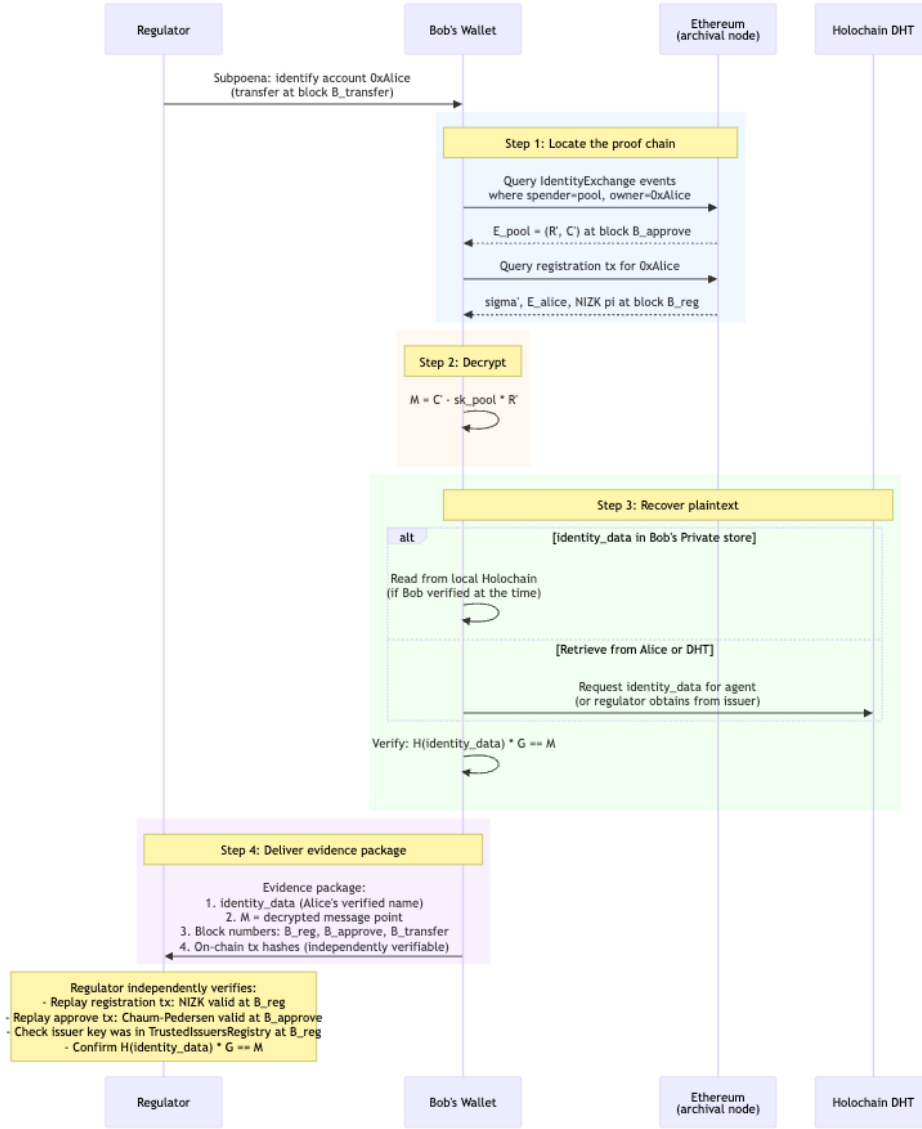 Regulator
Bob's Wallet
Ethereum
(archival node)
Holochain DHT
Subpoena: identify account 0xAlice
(transfer at block B_transfer)
Step 1: Locate the proof chain
Query IdentityExchange events
where spender=pool, owner=0xAlice
E_pool = (R', C') at block B_approve
Query registration tx for 0xAlice
sigma', E_alice, NIZK pi at block B_reg
Step 2: Decrypt
M = C' - sk_pool * R'
Step 3: Recover plaintext
alt
[identity_data in Bob's Private store]
Read from local Holochain
(if Bob verified at the time)
[Retrieve from Alice or DHT]
Request identity_data for agent
(or regulator obtains from issuer)
Verify: H(identity_data) * G == M
Step 4: Deliver evidence package
Evidence package:
1. identity_data (Alice's verified name)
2. M = decrypted message point
3. Block numbers: B_reg, B_approve, B_transfer
4. On-chain tx hashes (independently verifiable)
Regulator independently verifies:
- Replay registration tx: NIZK valid at B_reg
- Replay approve tx: Chaum-Pedersen valid at B_approve
- Check issuer key was in TrustedIssuersRegistry at B_reg
- Confirm H(identity_data) * G == M
Regulator
Bob's Wallet
Ethereum
(archival node)
Holochain DHT